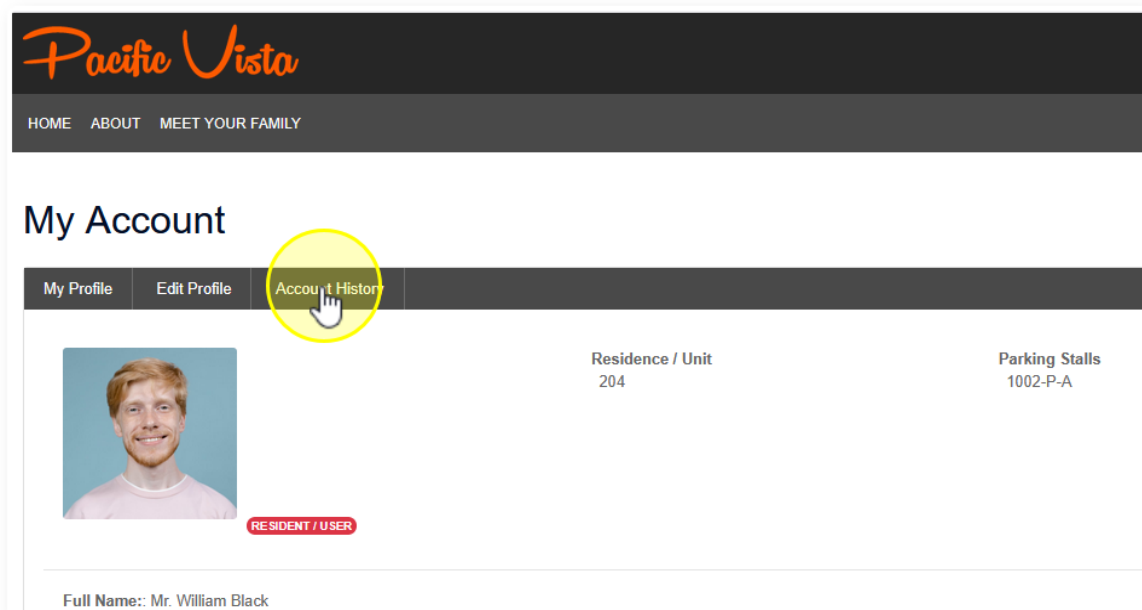 Pacific Vista
HOME ABOUT MEET YOUR FAMILY
My Account
My Profile Edit Profile Account History
Residence / Unit Parking Stalls
204 1002-P-A
RESIDENT / USER
Full Name:: Mr. William Black